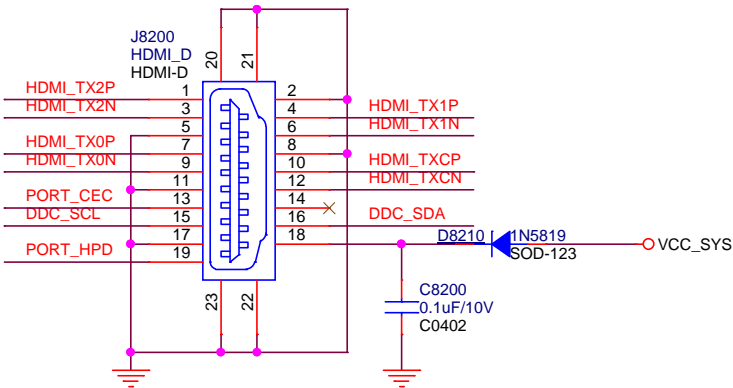 J8200
HDMI_D
HDMI-D
20
21
HDMI_TX2P
1
2
HDMI_TX2N
3
4
HDMI_TX1P
5
6
HDMI_TX1N
HDMI_TX0P
7
8
HDMI_TX0N
9
10
HDMI_TXCP
11
12
HDMI_TXCN
PORT_CEC
13
14
DDC_SCL
15
16
DDC_SDA
17
18
D8210
1N5819
VCC_SYS
SOD-123
PORT_HPD
19
23
22
C8200
0.1uF/10V
C0402